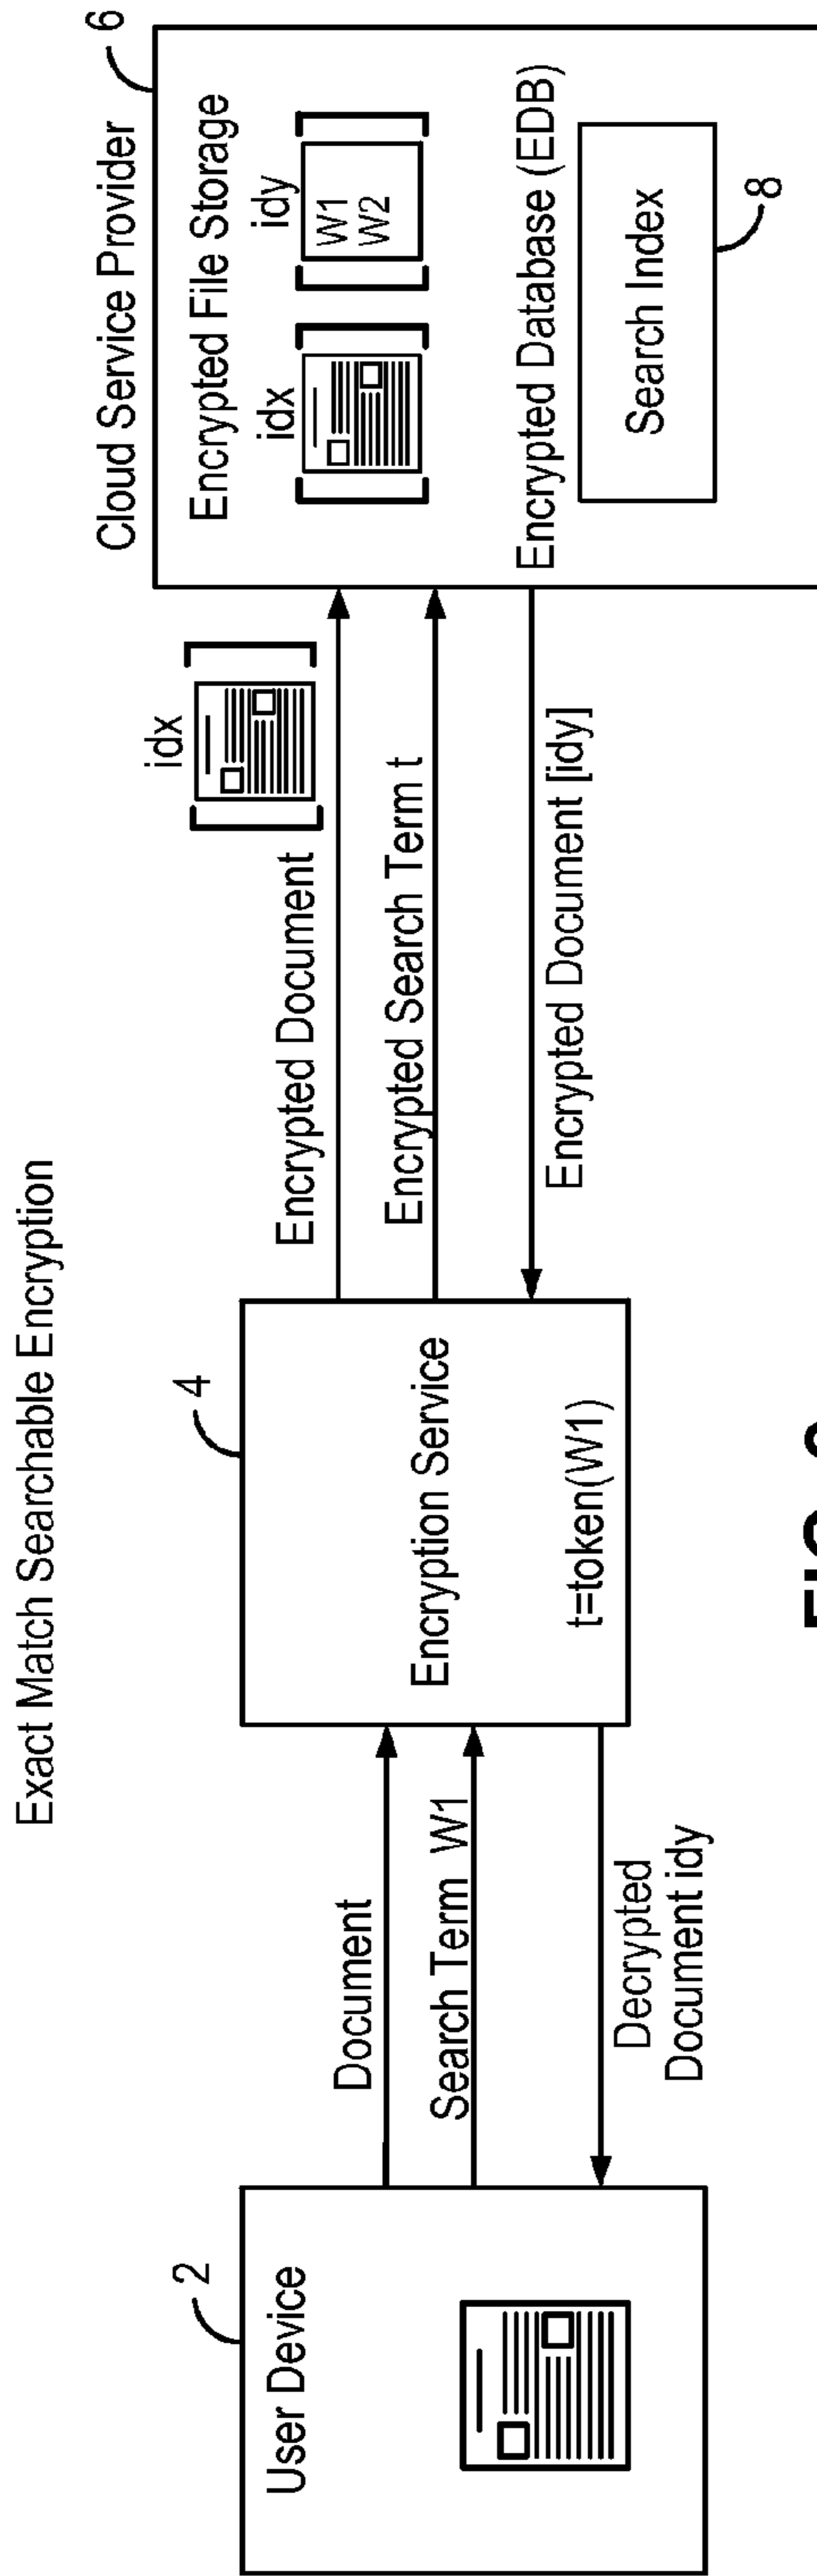 Exact Match Searchable Encryption
2
User Device
Document
Search Term W1
Decrypted
Document idy
4
Encryption Service
t=token(W1)
Encrypted Document
idx
Encrypted Search Term t
Encrypted Document [idy]
Cloud Service Provider
6
Encrypted File Storage
idx
idy
W1
W2
Encrypted Database (EDB)
Search Index
8
FIG.